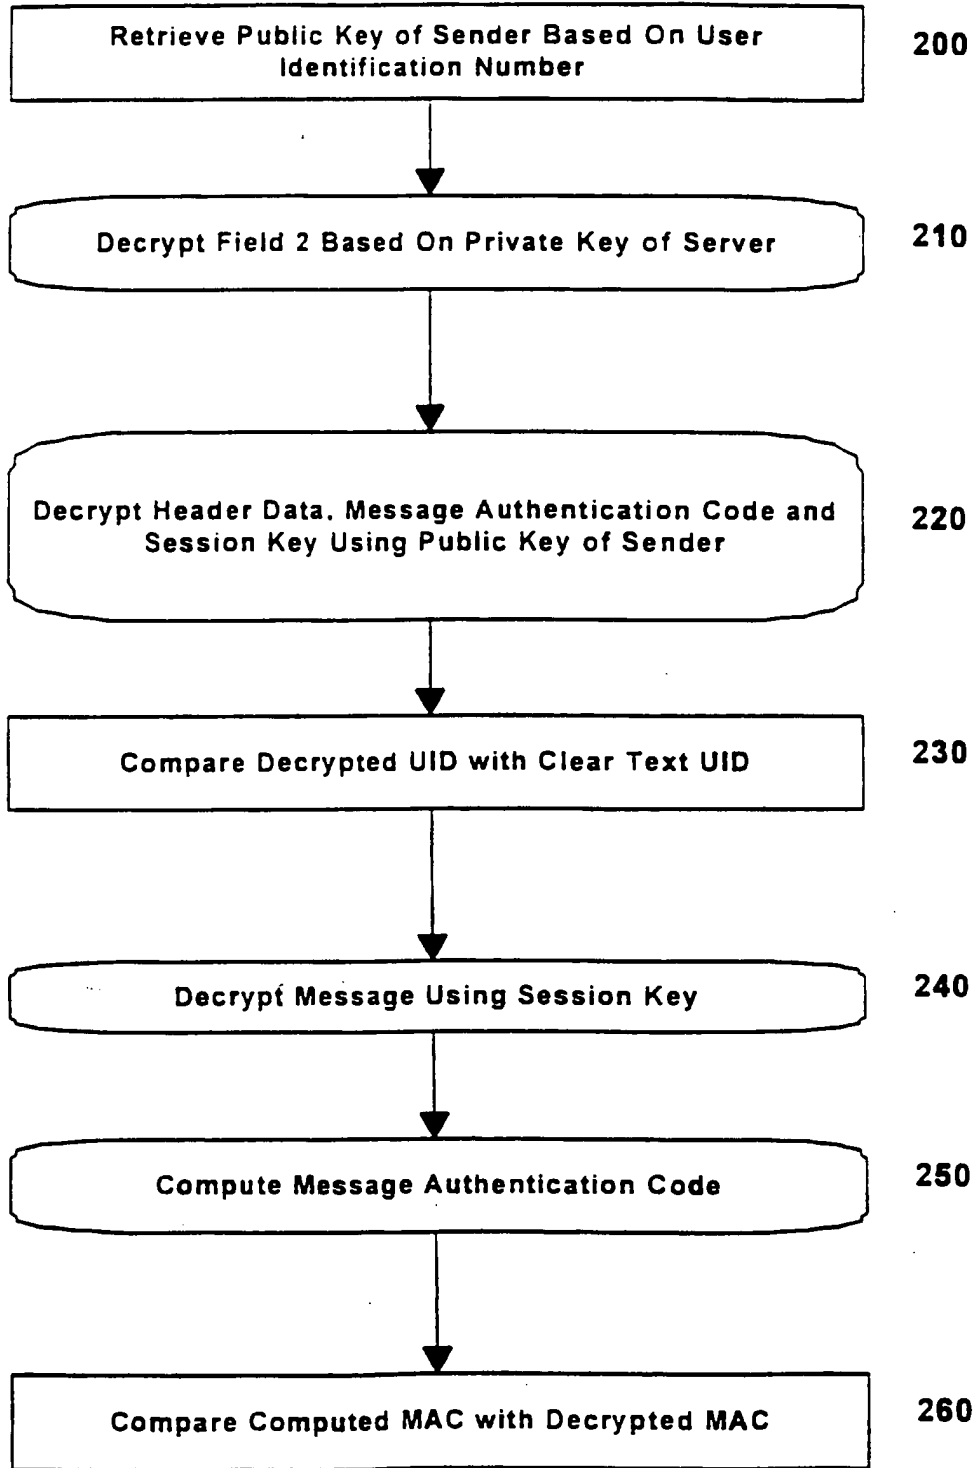 Retrieve Public Key of Sender Based On User
Identification Number
200
Decrypt Field 2 Based On Private Key of Server
210
Decrypt Header Data, Message Authentication Code and
Session Key Using Public Key of Sender
220
Compare Decrypted UID with Clear Text UID
230
Decrypt Message Using Session Key
240
Compute Message Authentication Code
250
Compare Computed MAC with Decrypted MAC
260